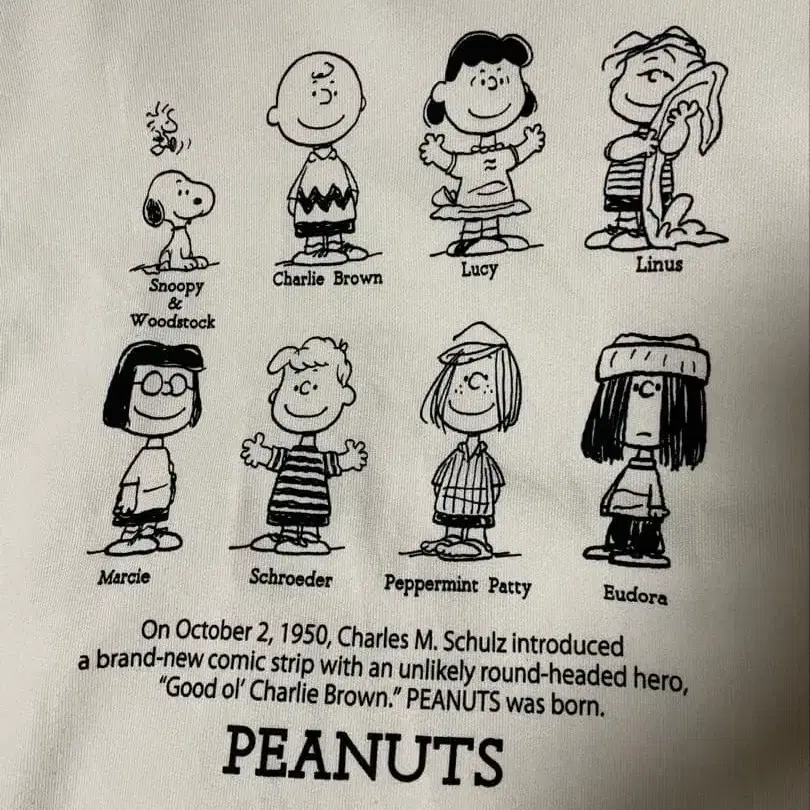 Snoopy
&
Woodstock
Charlie Brown
Lucy
Linus
Marcie
Schroeder
Peppermint Patty
Eudora
On October 2, 1950, Charles M. Schulz introduced
a brand-new comic strip with an unlikely round-headed hero,
“Good ol’ Charlie Brown.” PEANUTS was born.
PEANUTS